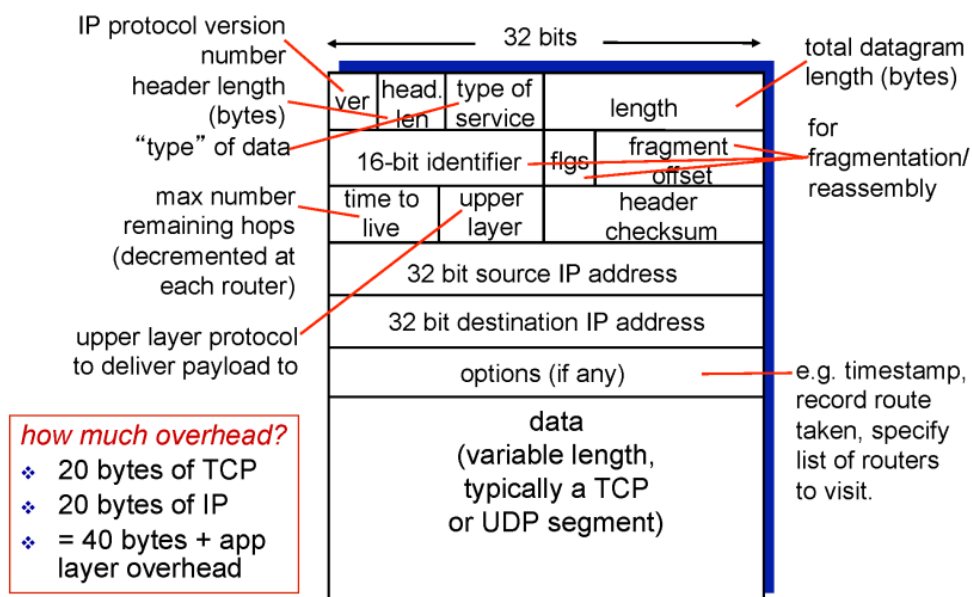 IP protocol version
number
header length
(bytes)
“type” of data
max number
remaining hops
(decremented at
each router)
upper layer protocol
to deliver payload to
32 bits
ver
head.
len
type of
service
length
16-bit identifier
flgs
fragment
offset
time to
live
upper
layer
header
checksum
32 bit source IP address
32 bit destination IP address
options (if any)
data
(variable length,
typically a TCP
or UDP segment)
total datagram
length (bytes)
for
fragmentation/
reassembly
e.g. timestamp,
record route
taken, specify
list of routers
to visit.
how much overhead?
❖ 20 bytes of TCP
❖ 20 bytes of IP
❖ = 40 bytes + app
layer overhead